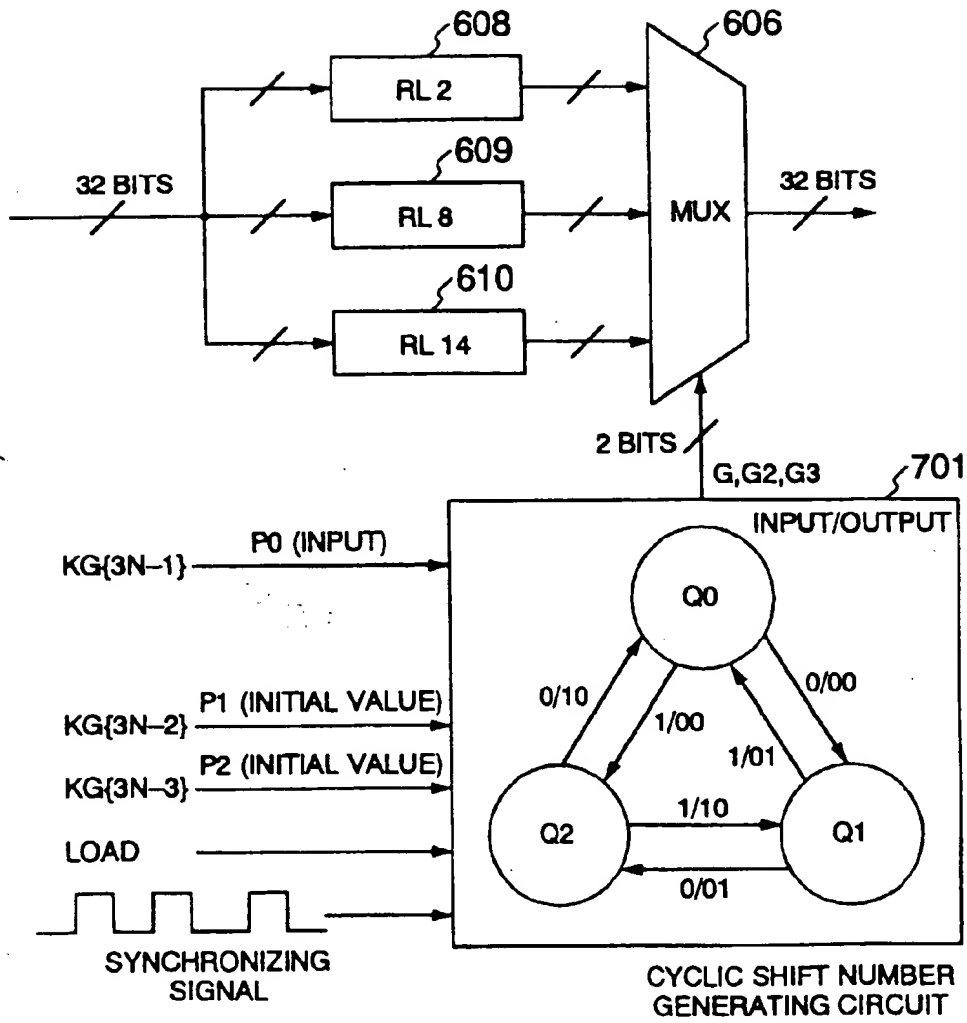 608
606
RL 2
609
32 BITS
RL 8
MUX
32 BITS
610
RL 14
2 BITS
G,G2,G3
701
INPUT/OUTPUT
KG{3N–1}
P0 (INPUT)
Q0
0/10
1/00
0/00
1/01
KG{3N–2}
P1 (INITIAL VALUE)
KG{3N–3}
P2 (INITIAL VALUE)
LOAD
Q2
1/10
Q1
0/01
SYNCHRONIZING
SIGNAL
CYCLIC SHIFT NUMBER
GENERATING CIRCUIT